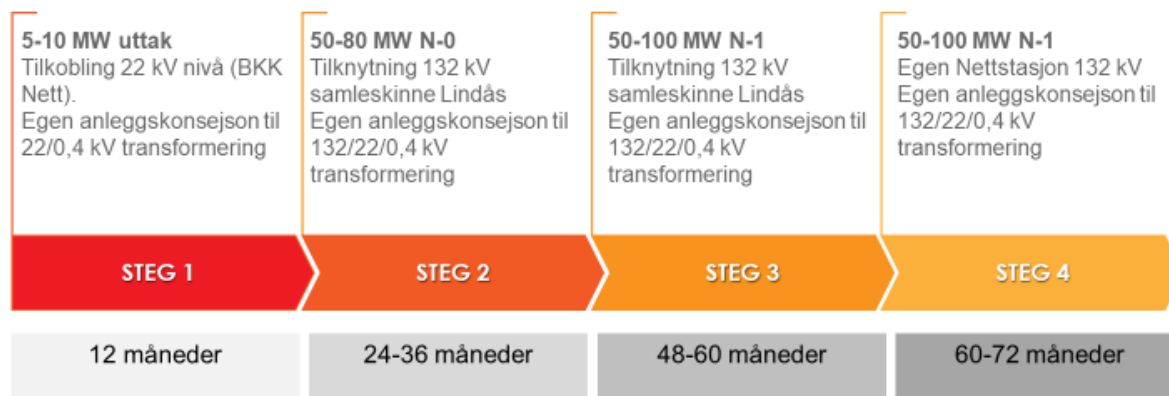 5-10 MW uttak
Tilkobling 22 kV nivå (BKK
Nett).
Egen anleggskonsejson til
22/0,4 kV transformering
50-80 MW N-0
Tilknytning 132 kV
samleskinne Lindås
Egen anleggskonsejson til
132/22/0,4 kV
transformering
50-100 MW N-1
Tilknytning 132 kV
samleskinne Lindås
Egen anleggskonsejson til
132/22/0,4 kV
transformering
50-100 MW N-1
Egen Nettstasjon 132 kV
Egen anleggskonsejson til
132/22/0,4 kV
transformering
STEG 1
STEG 2
STEG 3
STEG 4
12 måneder
24-36 måneder
48-60 måneder
60-72 måneder